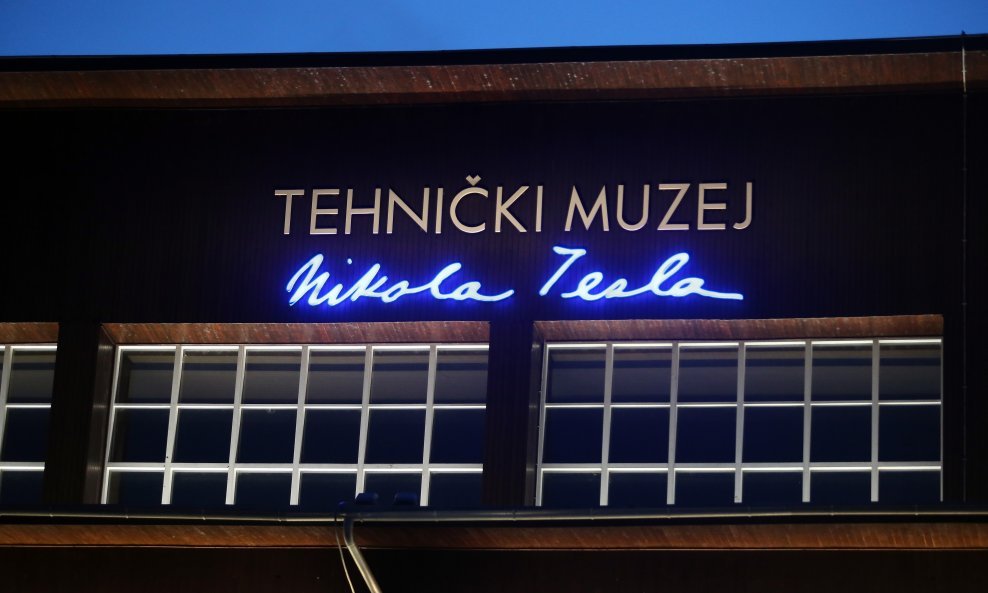 TEHNIČKI MUZEJ
Nikola Tesla